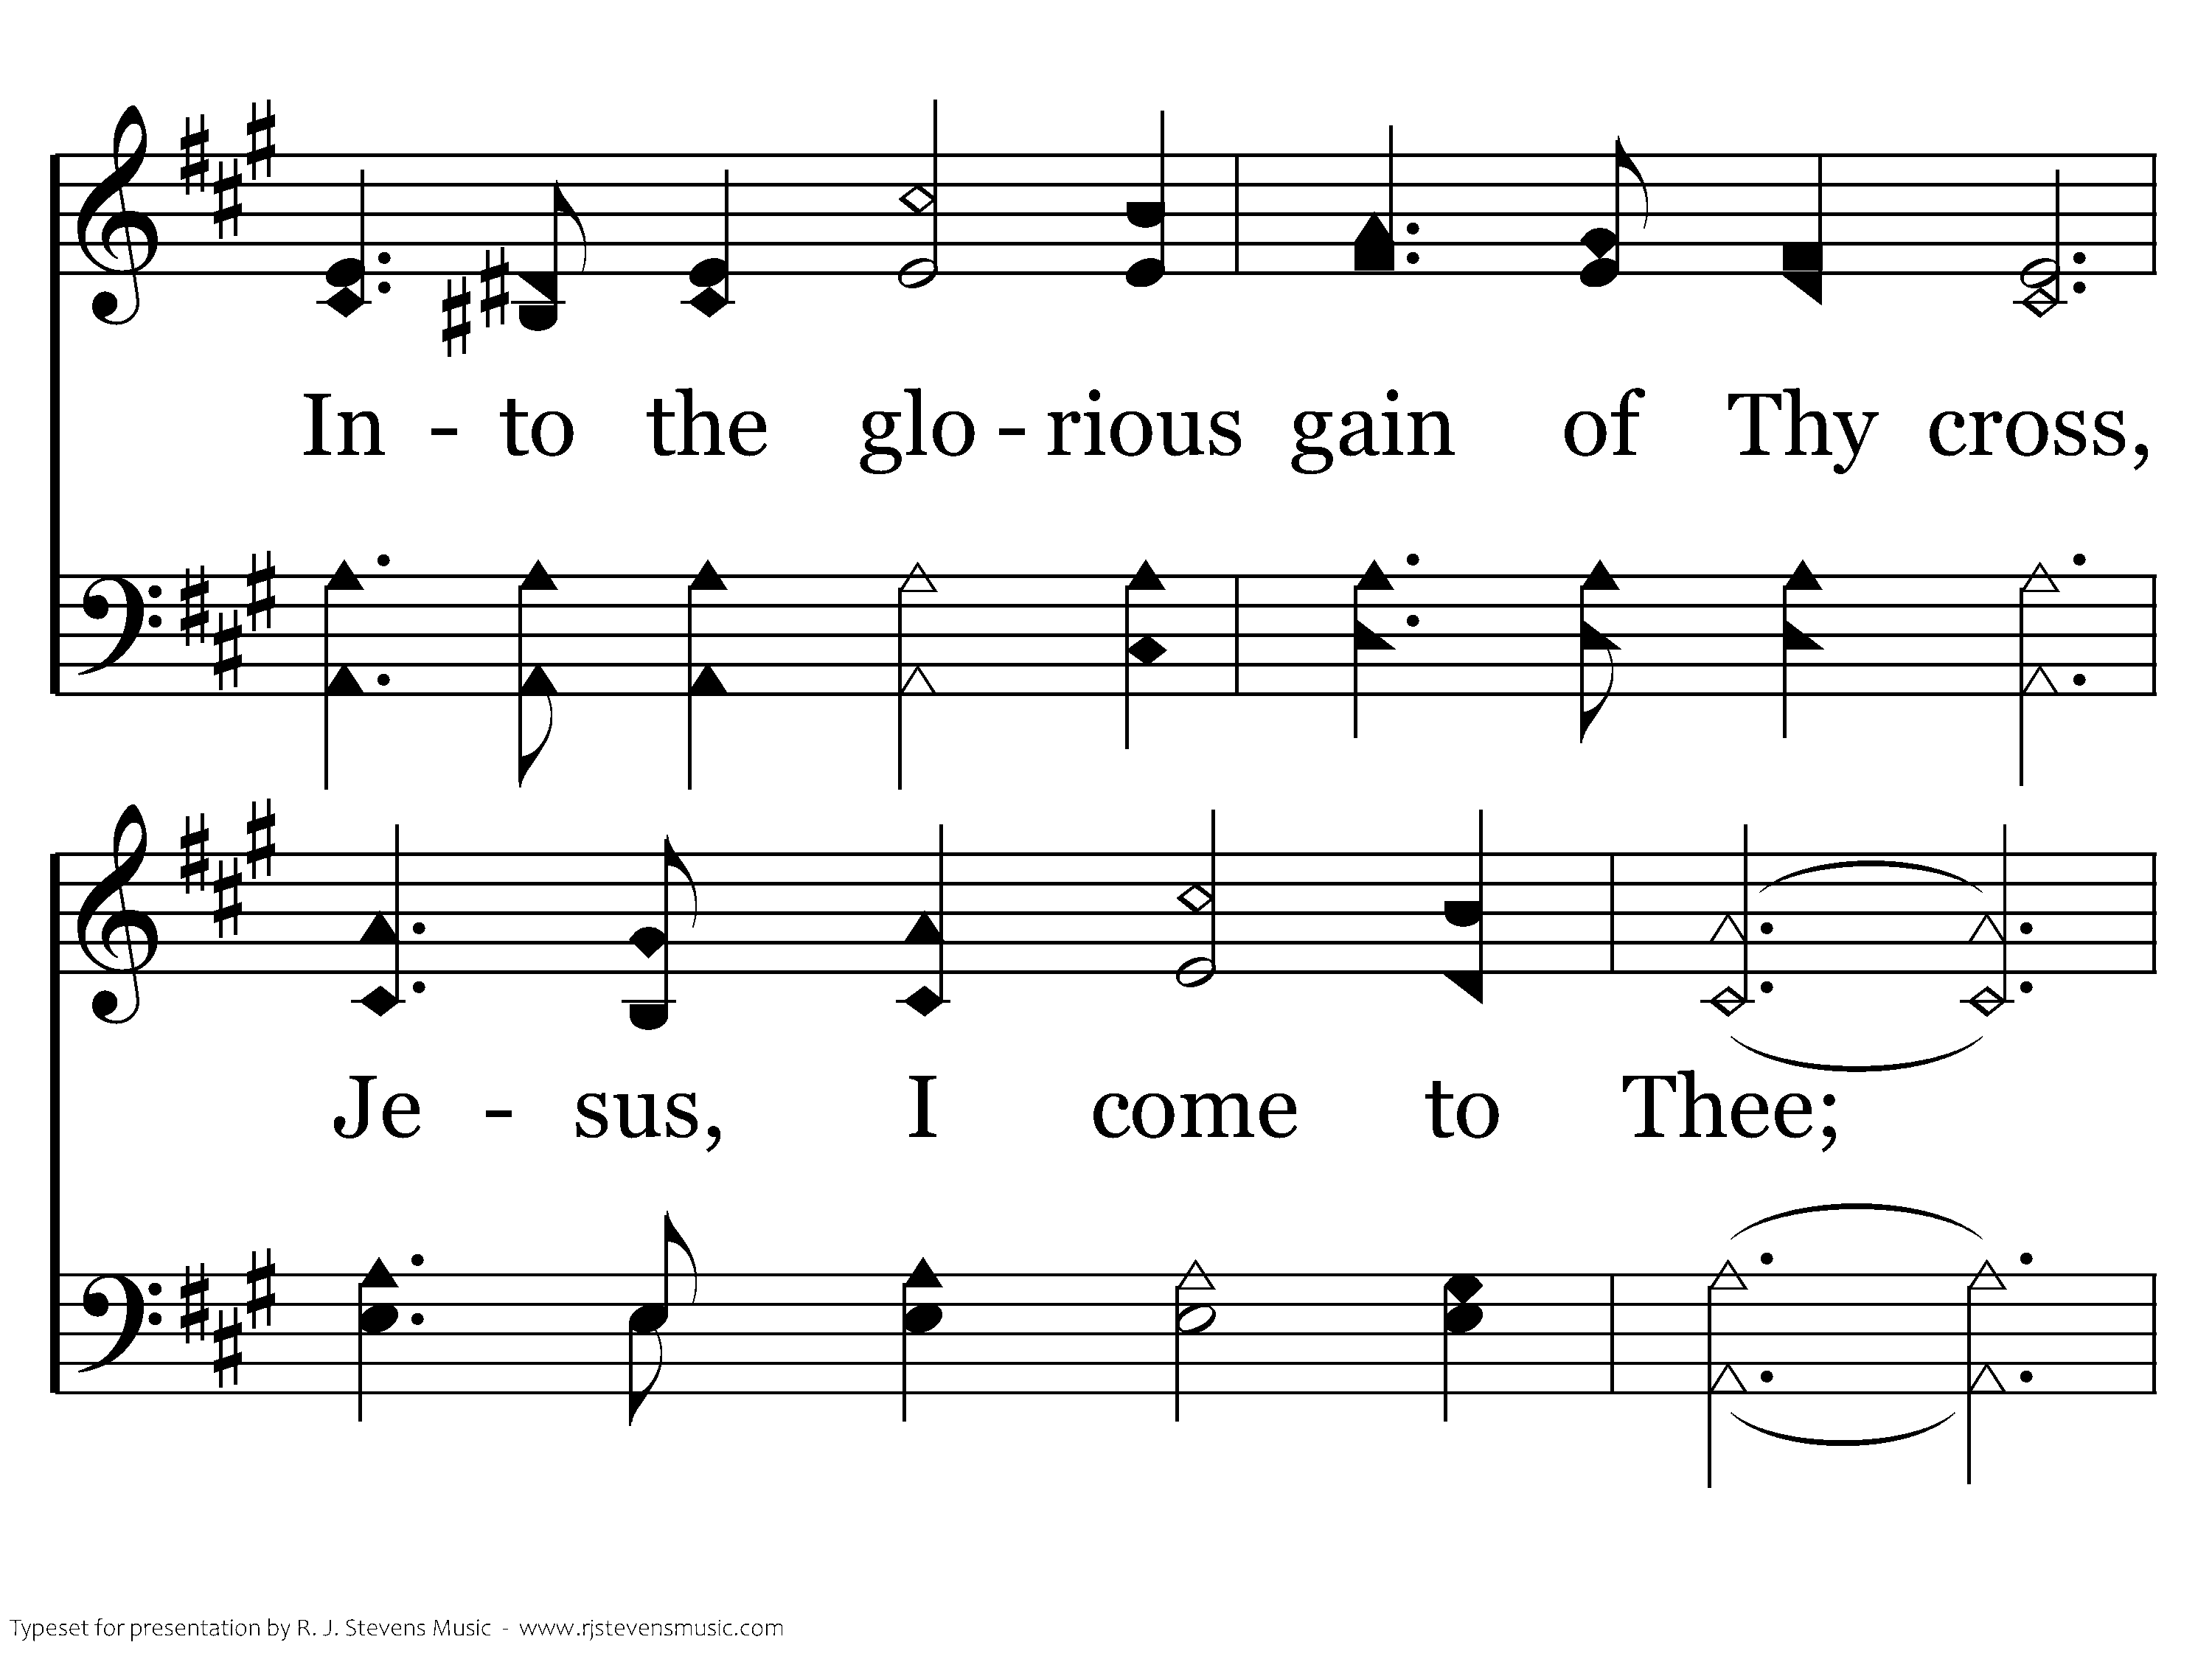 In - to the glo - rious gain of Thy cross,
Je - sus, I come to Thee;
Typeset for presentation by R. J. Stevens Music - www.rjstevensmusic.com